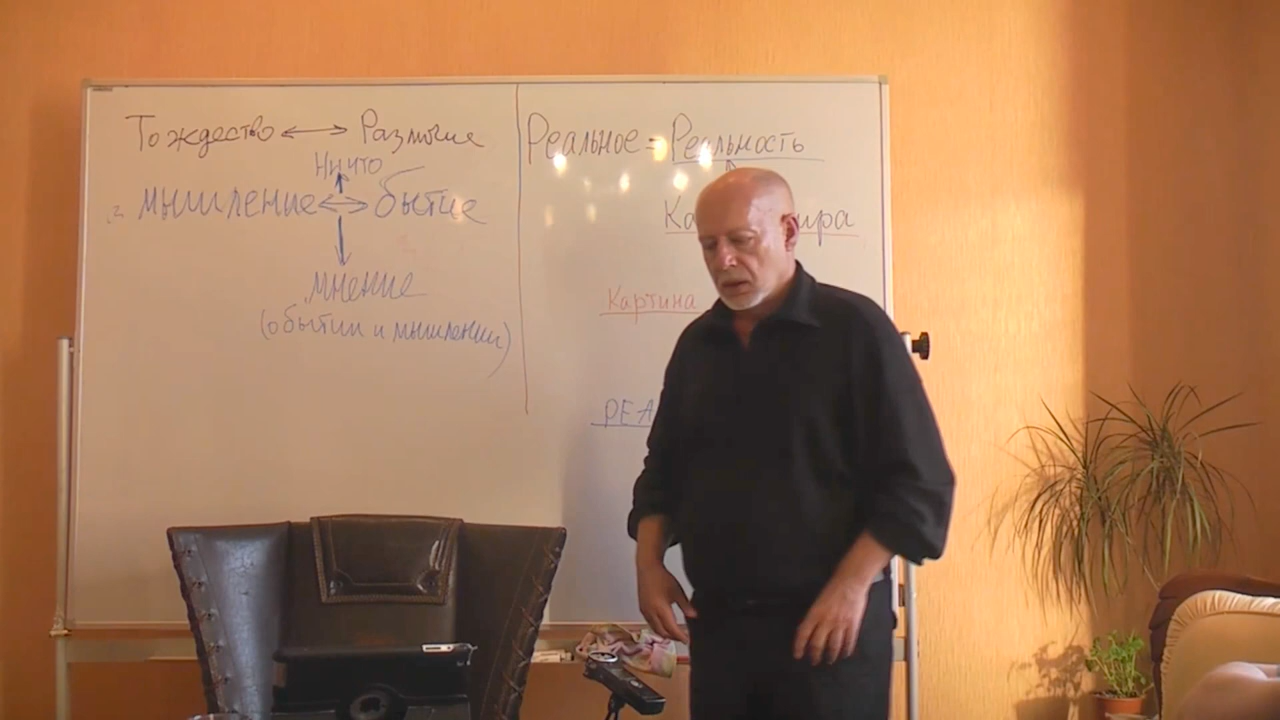 Тождество ↔ Различие
Ничто
мышление ↔ бытие
мнение
(о бытии и мышлении)
Реальное = Реальность
Картина